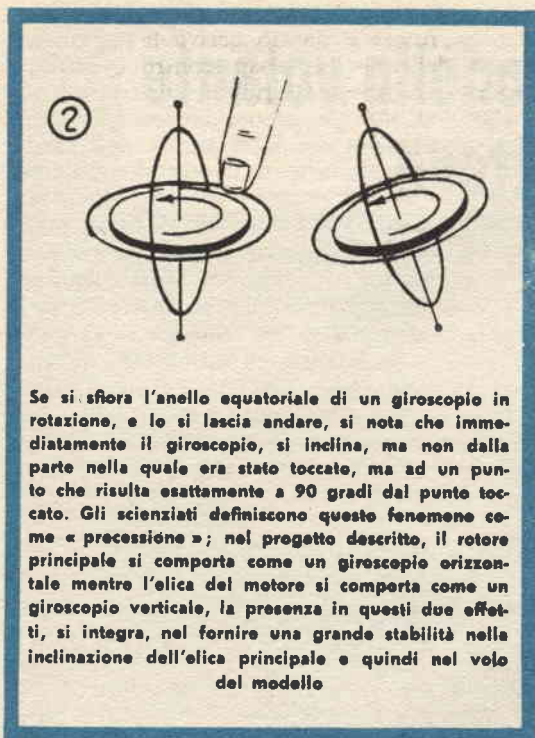 2
Se si sfiora l'anello equatoriale di un giroscopio in
rotazione, e lo si lascia andare, si nota che imme-
diatamente il giroscopio, si inclina, ma non dalla
parte nella quale era stato toccato, ma ad un pun-
to che risulta esattamente a 90 gradi dal punto toc-
cato. Gli scienziati definiscono questo fenomene co-
me « precessione »; nel progetto descritto, il rotore
principale si comporta come un giroscopio orizzon-
tale mentre l'elica del motore si comporta come un
giroscopio verticale, la presenza in questi due effet-
ti, si integra, nel fornire una grande stabilità nella
inclinazione dell'elica principale e quindi nel volo
del modello